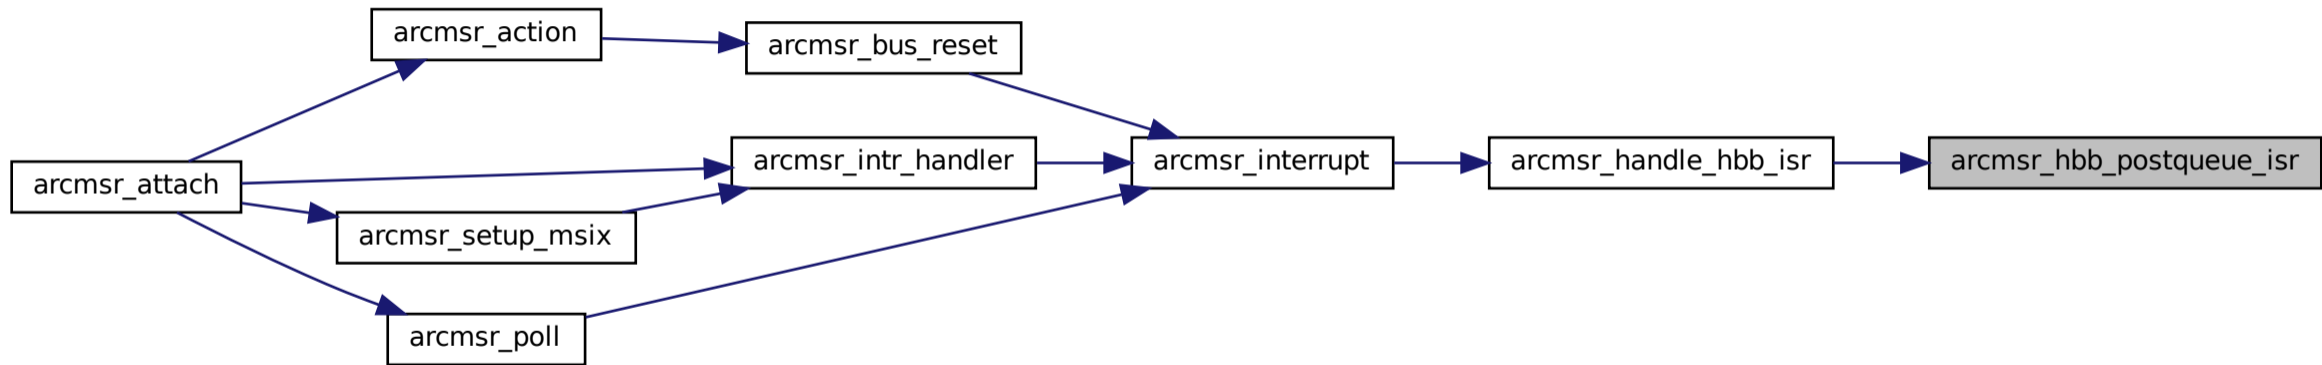 arcmsr_action
arcmsr_bus_reset
arcmsr_intr_handler
arcmsr_interrupt
arcmsr_handle_hbb_isr
arcmsr_hbb_postqueue_isr
arcmsr_attach
arcmsr_setup_msix
arcmsr_poll